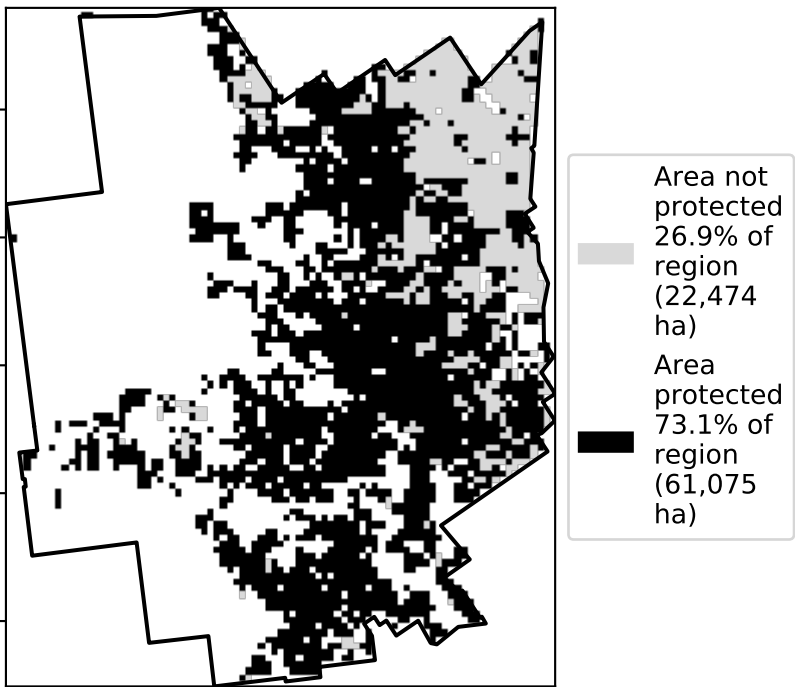 Area not
protected
26.9% of
region
(22,474
ha)
Area
protected
73.1% of
region
(61,075
ha)